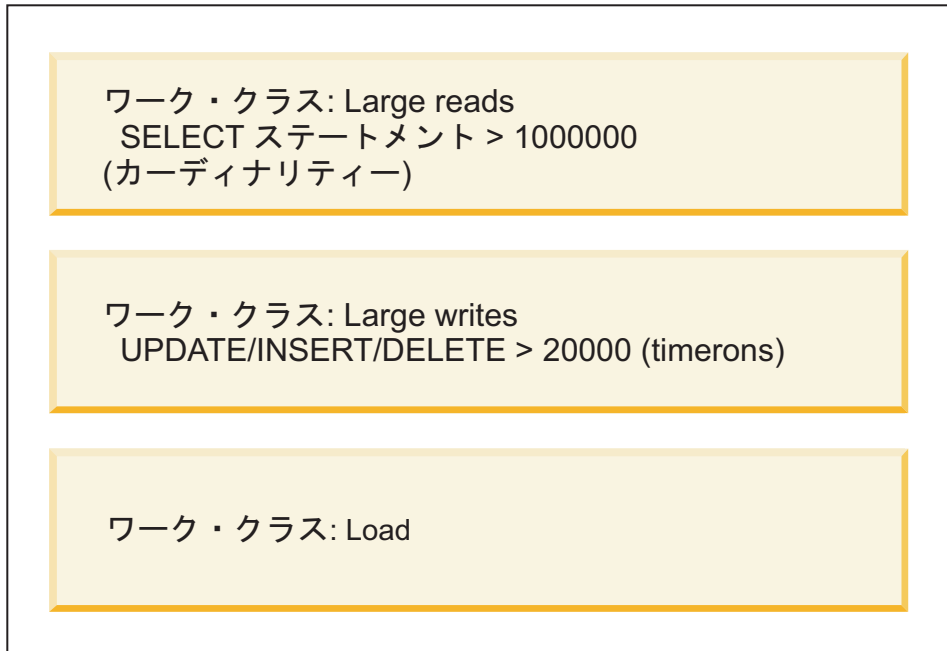 ワーク・クラス: Large reads
SELECT ステートメント > 1000000
(カーディナリティー)
ワーク・クラス: Large writes
UPDATE/INSERT/DELETE > 20000 (timerons)
ワーク・クラス: Load